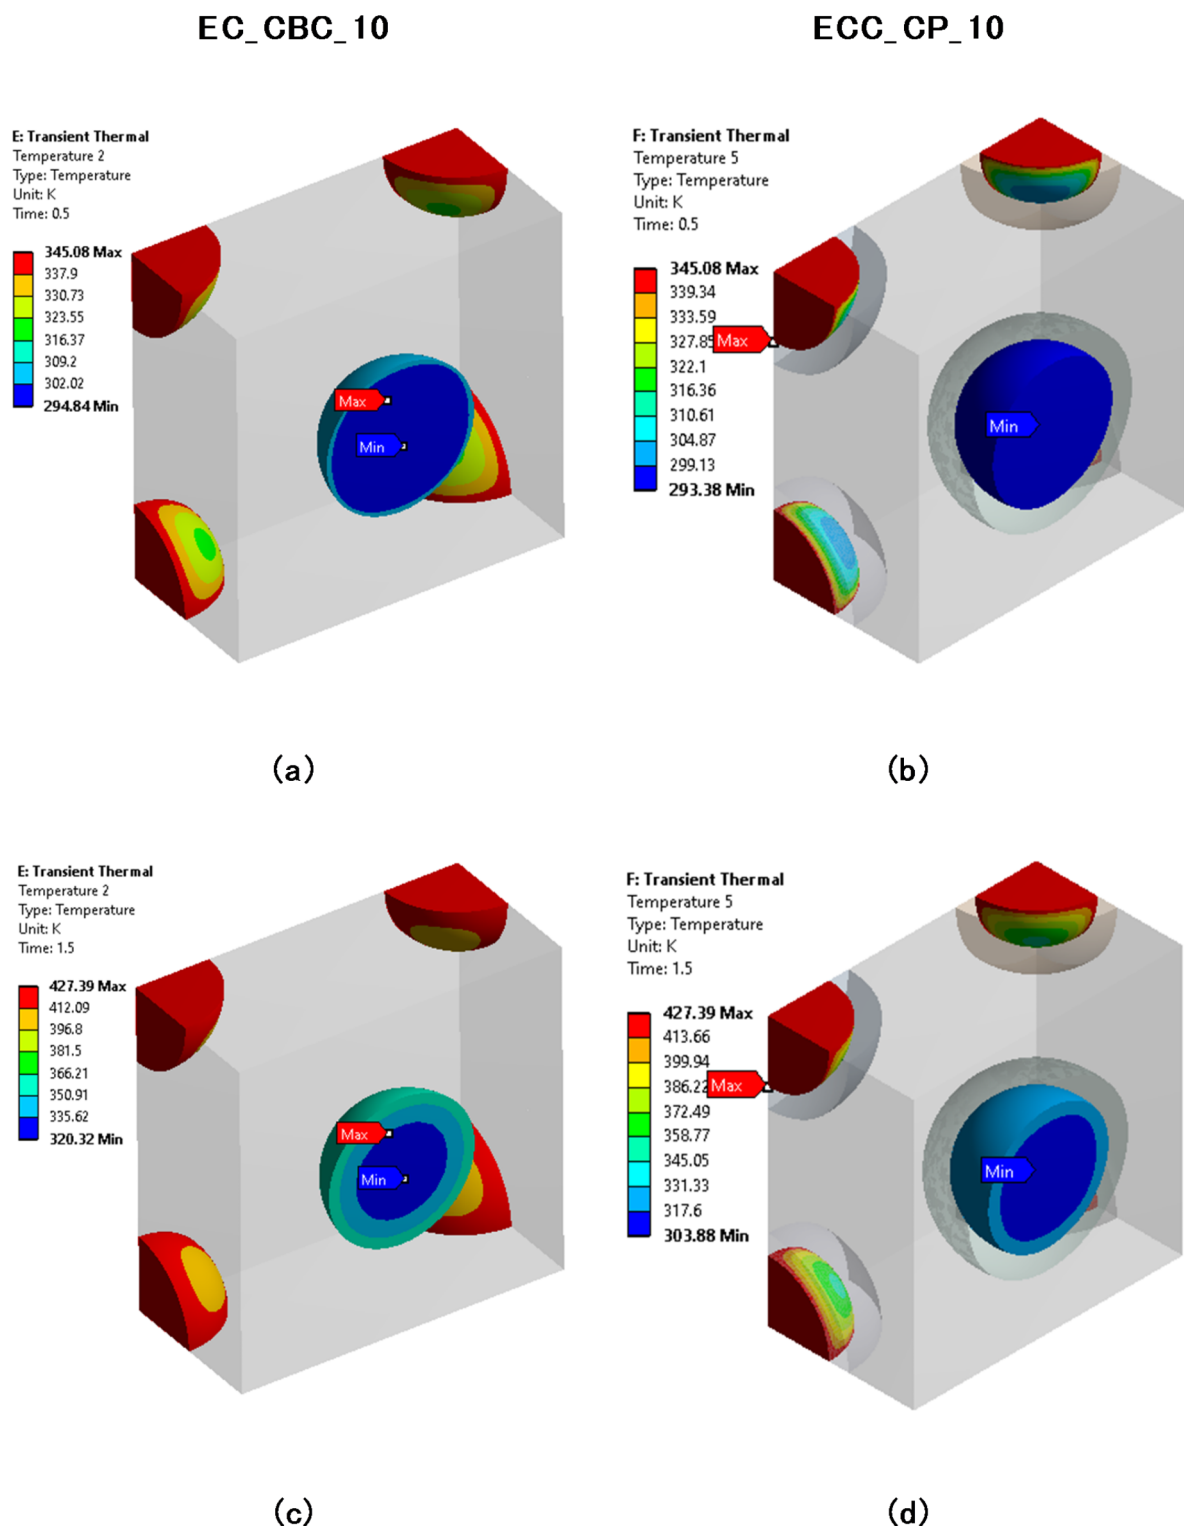 EC_CBC_10
ECC_CP_10
E: Transient Thermal
Temperature 2
Type: Temperature
Unit: K
Time: 0.5
345.08 Max
337.9
330.73
323.55
316.37
309.2
302.02
294.84 Min
Max
Min
(a)
F: Transient Thermal
Temperature 5
Type: Temperature
Unit: K
Time: 0.5
345.08 Max
339.34
333.59
327.85
322.1
316.36
310.61
304.87
299.13
293.38 Min
Max
Min
(b)
E: Transient Thermal
Temperature 2
Type: Temperature
Unit: K
Time: 1.5
427.39 Max
412.09
396.8
381.5
366.21
350.91
335.62
320.32 Min
Max
Min
(c)
F: Transient Thermal
Temperature 5
Type: Temperature
Unit: K
Time: 1.5
427.39 Max
413.66
399.94
386.22
372.49
358.77
345.05
331.33
317.6
303.88 Min
Max
Min
(d)